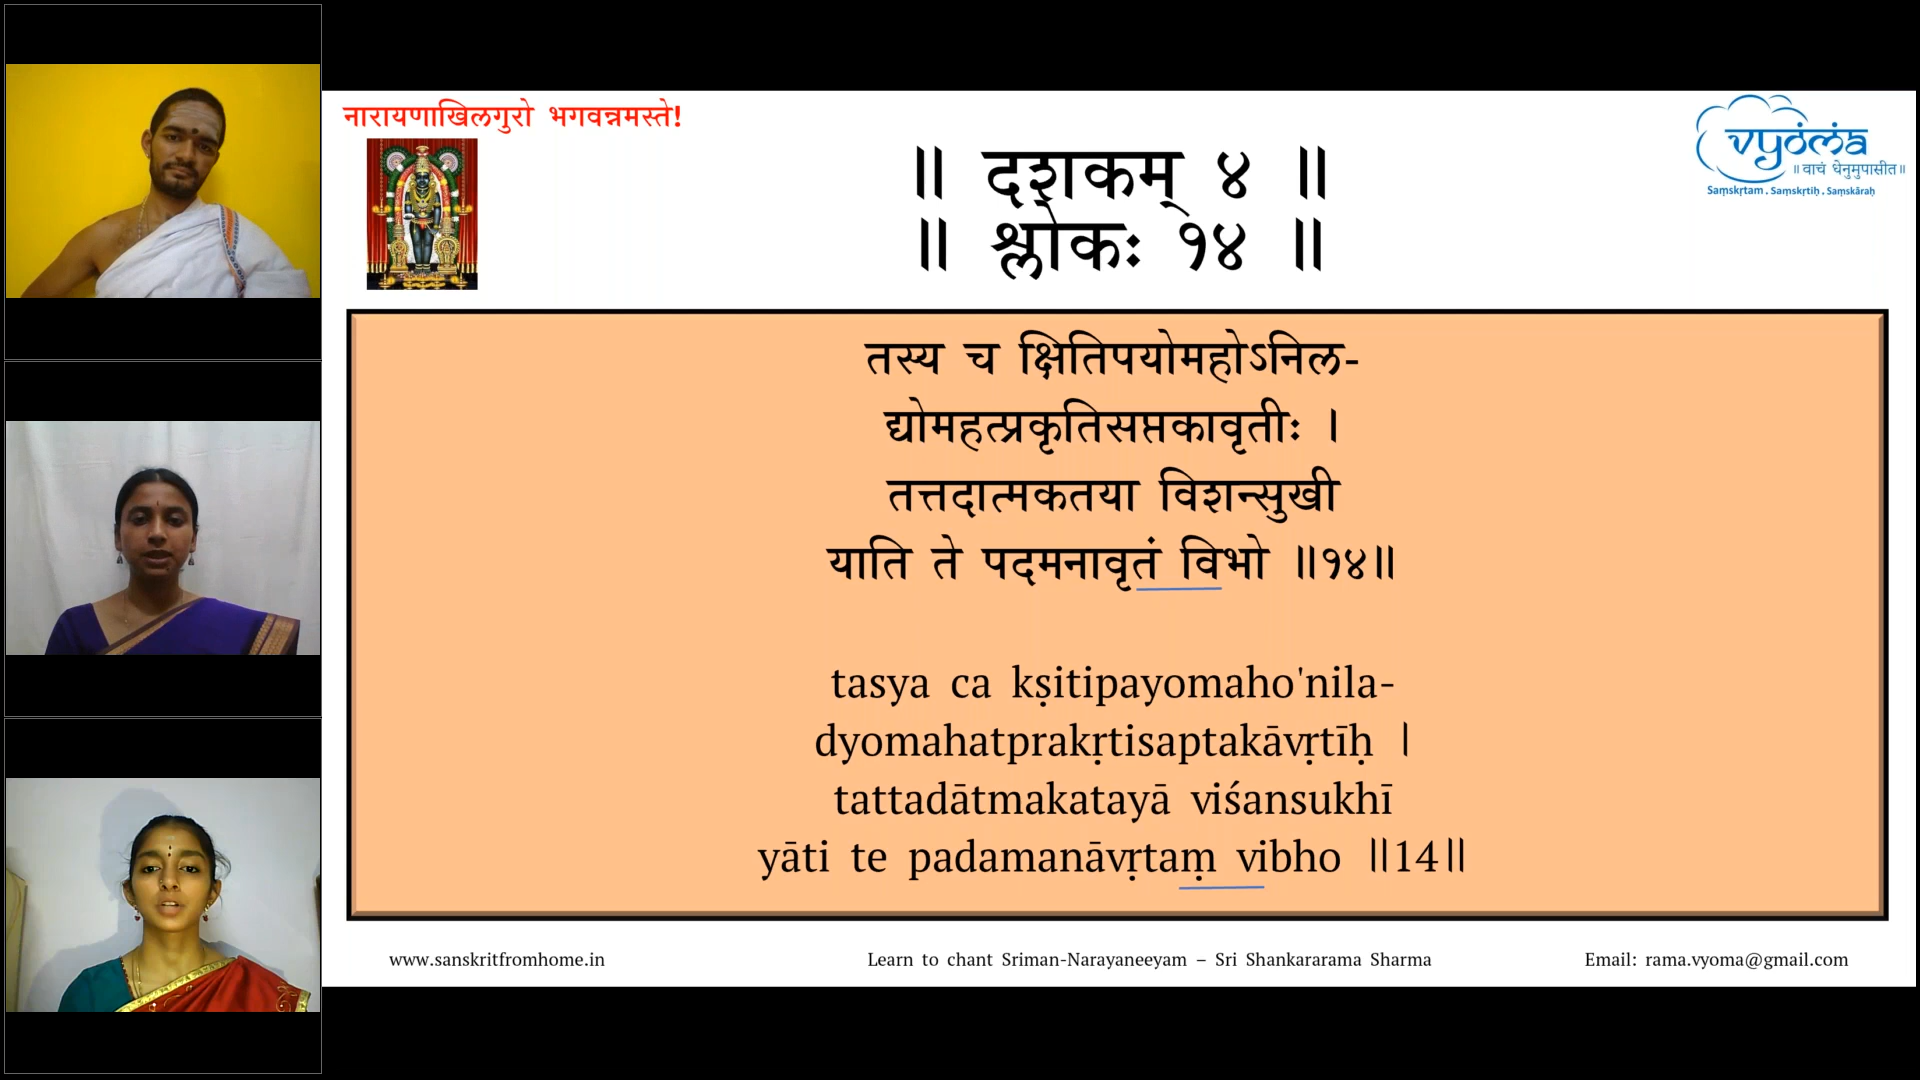 नारायणाखिलगुरो भगवन्नमस्ते!
vyoma
॥वाचं धेनुमुपासीत॥
Saṃskṛtam . Saṃskṛtiḥ . Saṃskāraḥ
॥ दशकम् ४ ॥
॥ श्लोकः १४ ॥
तस्य च क्षितिपयोमहोऽनिल-
द्योमहत्प्रकृतिसप्तकावृतीः ।
तत्तदात्मकतया विशन्सुखी
याति ते पदमनावृतं विभो ॥१४॥
tasya ca kṣitipayomaho'nila-
dyomahatprakṛtisaptakāvṛtīḥ ।
tattadātmakatayā viśansukhī
yāti te padamanāvṛtaṃ vibho ॥14॥
www.sanskritfromhome.in
Learn to chant Sriman-Narayaneeyam – Sri Shankararama Sharma
Email: rama.vyoma@gmail.com